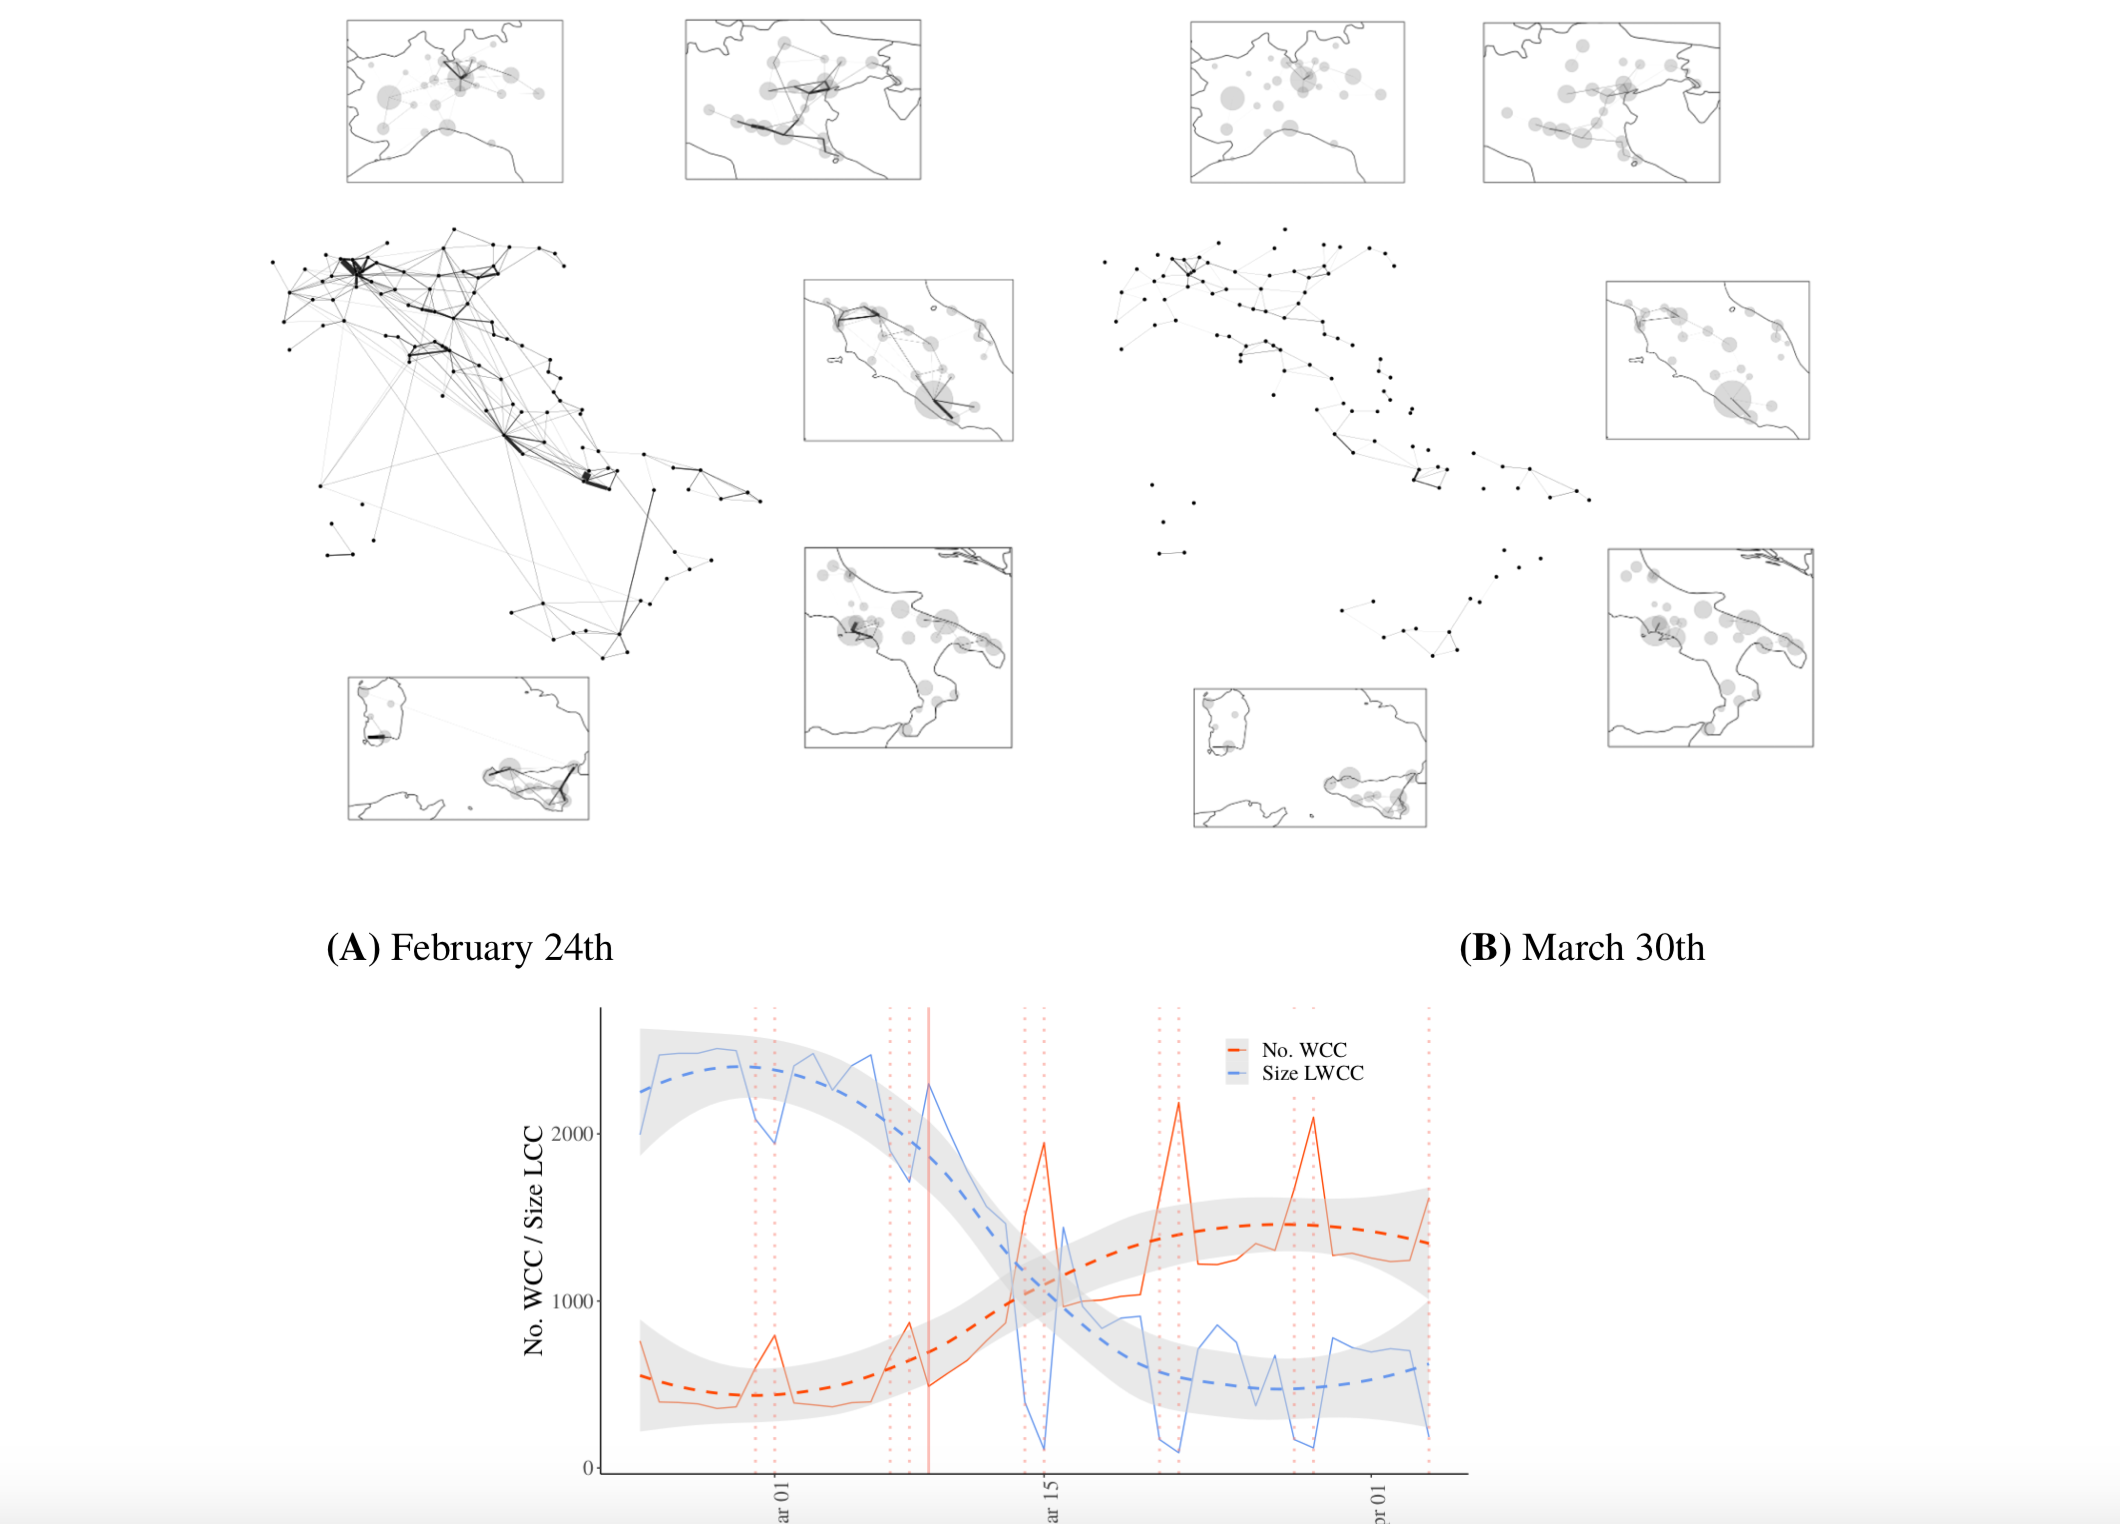 (A) February 24th
(B) March 30th
No. WCC
Size LWCC
No. WCC / Size LCC
2000
1000
0
ar 01
ar 15
pr 01